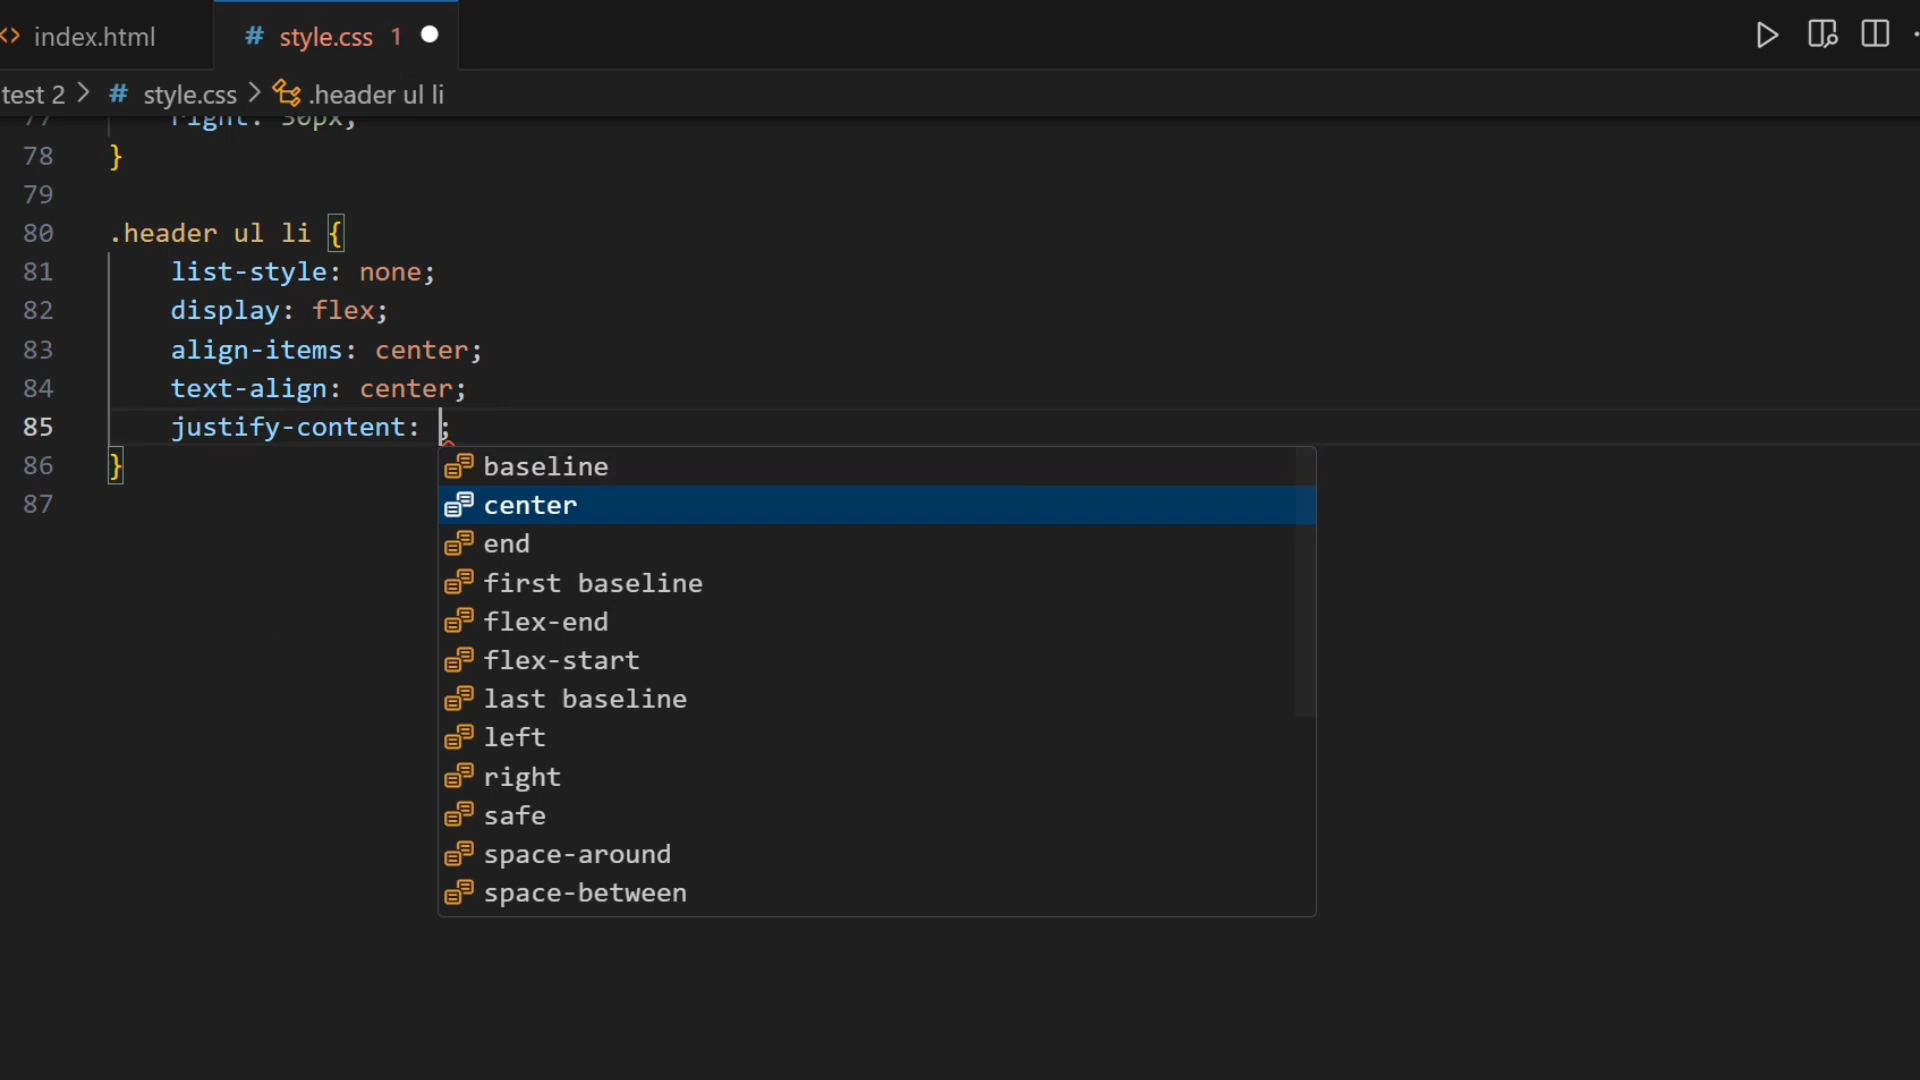 index.html
# style.css 1
test 2 > # style.css > .header ul li
77 right: 30px;
78 }
79
80 .header ul li {
81 list-style: none;
82 display: flex;
83 align-items: center;
84 text-align: center;
85 justify-content: ;
86 }
87
baseline
center
end
first baseline
flex-end
flex-start
last baseline
left
right
safe
space-around
space-between